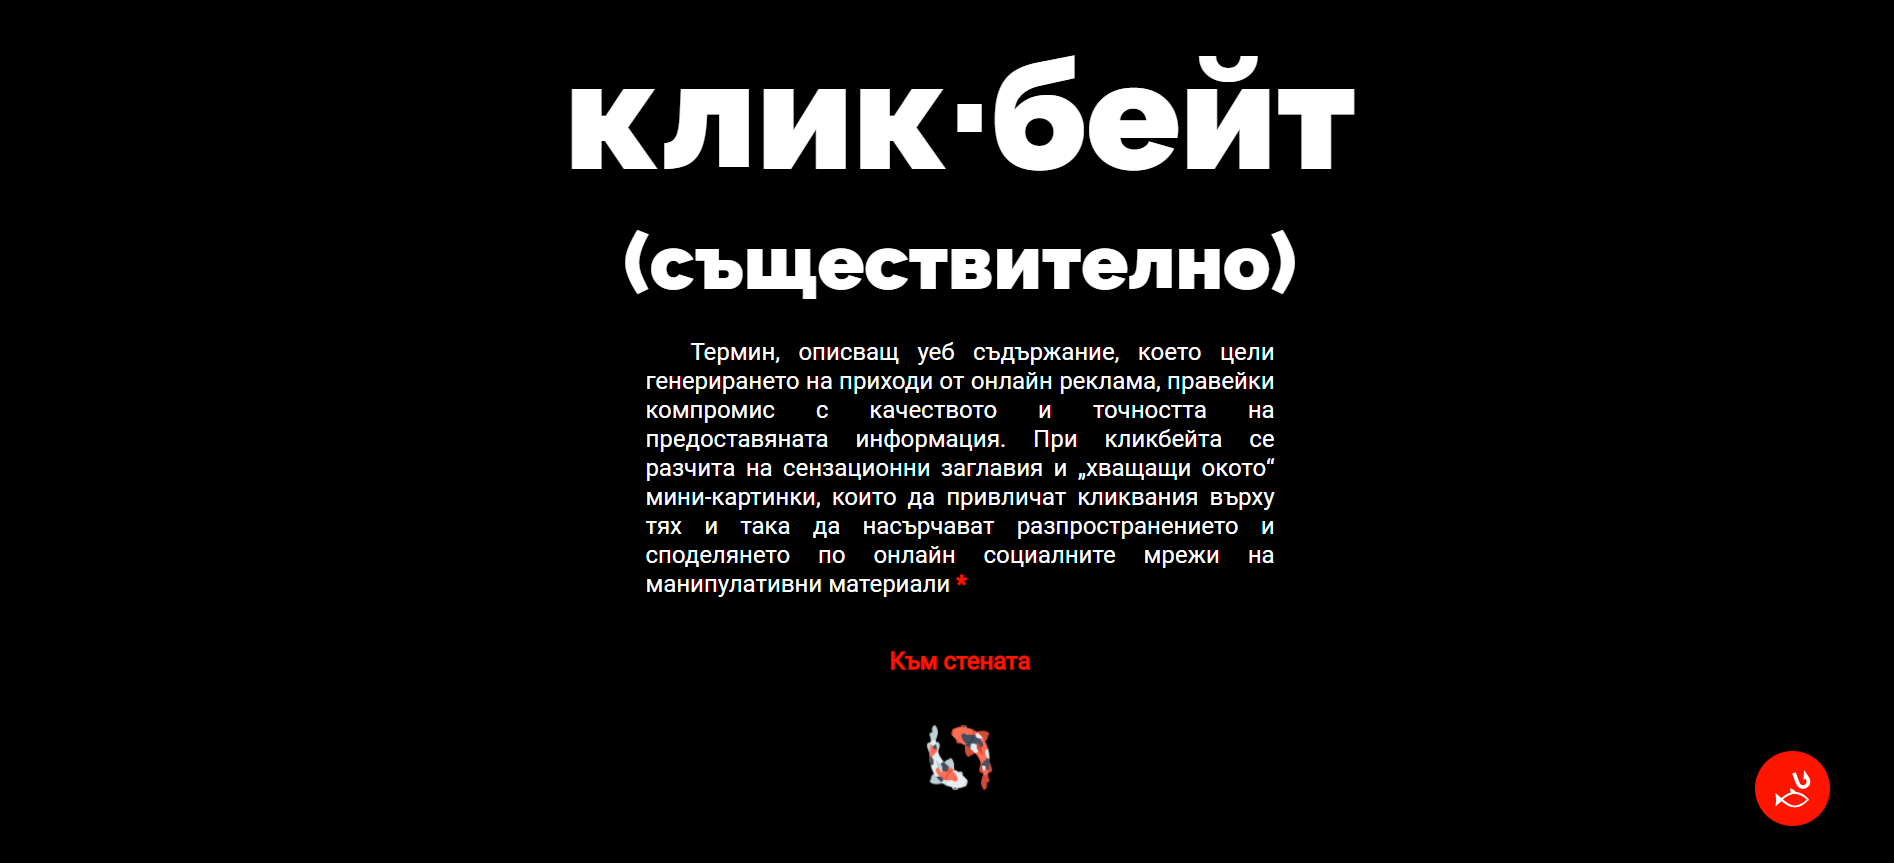 клик·бейт
(съществително)
Термин, описващ уеб съдържание, което цели
генерирането на приходи от онлайн реклама, правейки
компромис с качеството и точността на
предоставяната информация. При кликбейта се
разчита на сензационни заглавия и „хващащи окото“
мини-картинки, които да привличат кликвания върху
тях и така да насърчават разпространението и
споделянето по онлайн социалните мрежи на
манипулативни материали *
Към стената